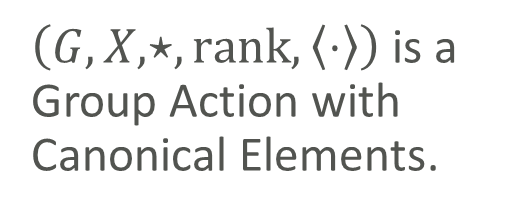 (G, X,⋆, rank, ⟨·⟩) is a
Group Action with
Canonical Elements.